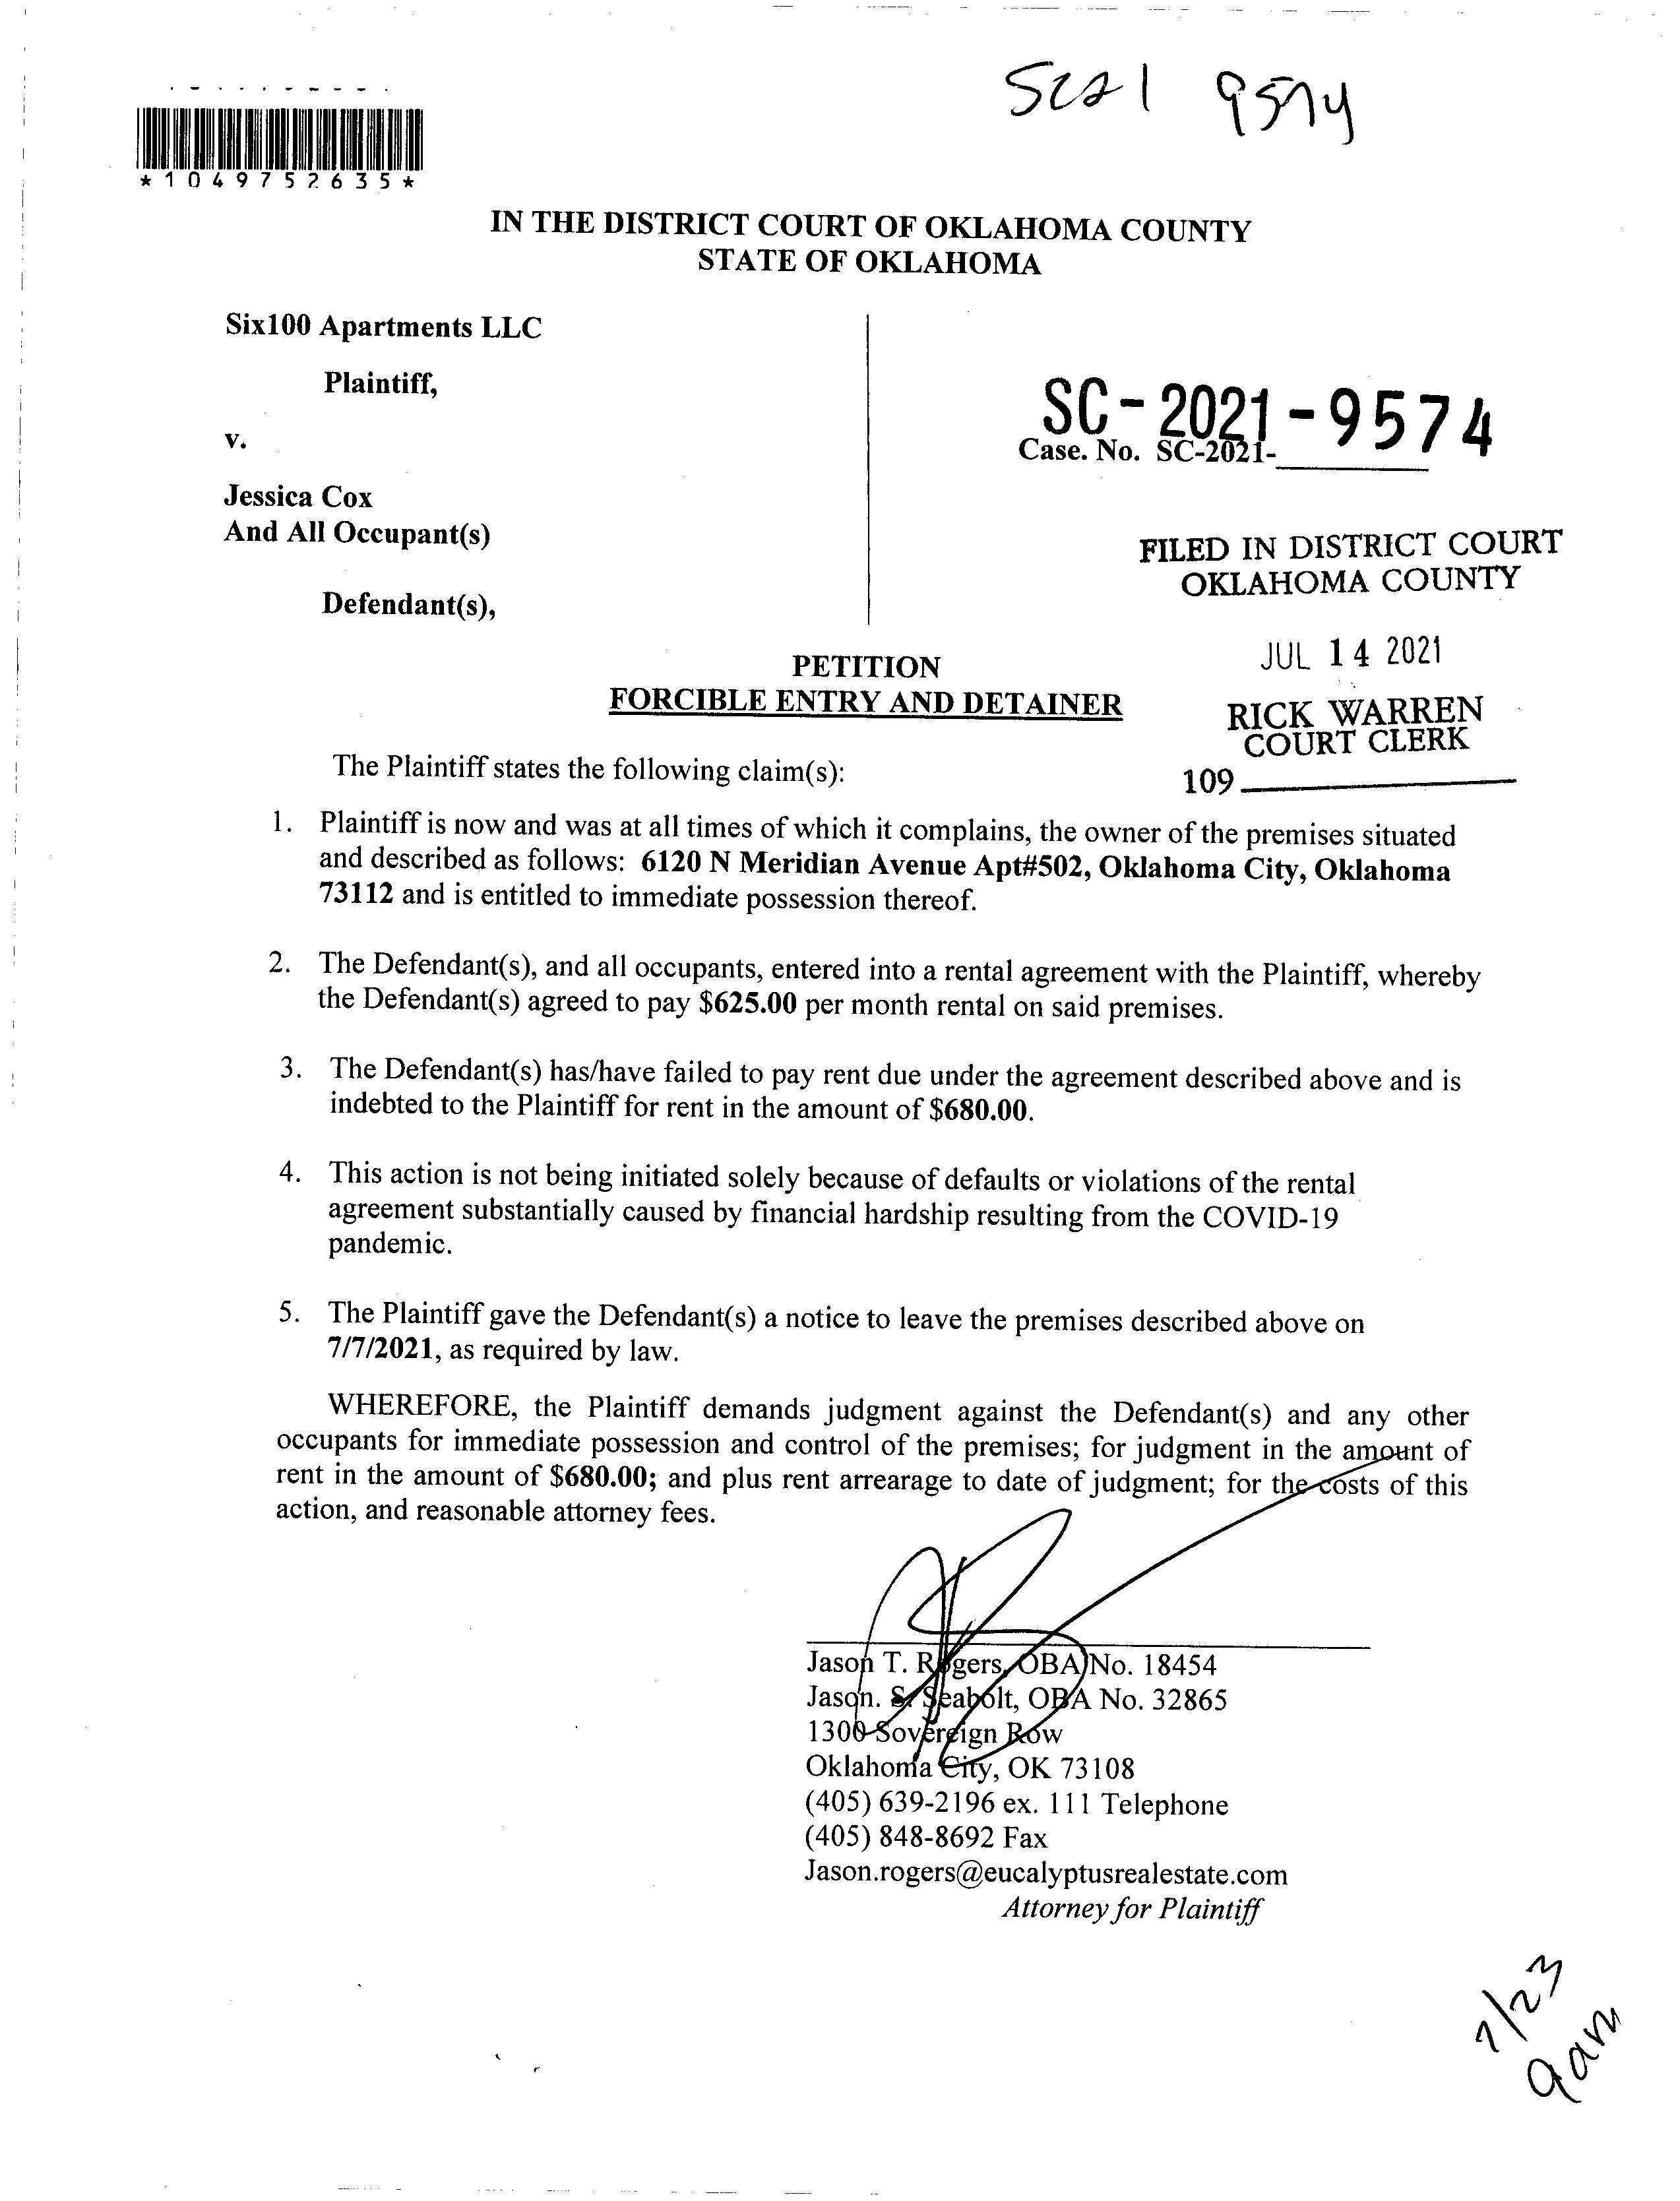 SC21 9574
*1049752635*
IN THE DISTRICT COURT OF OKLAHOMA COUNTY
STATE OF OKLAHOMA
Six100 Apartments LLC
Plaintiff,
v.
Jessica Cox
And All Occupant(s)
Defendant(s),
SC-2021-9574
Case. No. SC-2021-
FILED IN DISTRICT COURT
OKLAHOMA COUNTY
JUL 14 2021
RICK WARREN
COURT CLERK
109
PETITION
FORCIBLE ENTRY AND DETAINER
The Plaintiff states the following claim(s):
1. Plaintiff is now and was at all times of which it complains, the owner of the premises situated
and described as follows: 6120 N Meridian Avenue Apt#502, Oklahoma City, Oklahoma
73112 and is entitled to immediate possession thereof.
2. The Defendant(s), and all occupants, entered into a rental agreement with the Plaintiff, whereby
the Defendant(s) agreed to pay $625.00 per month rental on said premises.
3. The Defendant(s) has/have failed to pay rent due under the agreement described above and is
indebted to the Plaintiff for rent in the amount of $680.00.
4. This action is not being initiated solely because of defaults or violations of the rental
agreement substantially caused by financial hardship resulting from the COVID-19
pandemic.
5. The Plaintiff gave the Defendant(s) a notice to leave the premises described above on
7/7/2021, as required by law.
WHEREFORE, the Plaintiff demands judgment against the Defendant(s) and any other
occupants for immediate possession and control of the premises; for judgment in the amount of
rent in the amount of $680.00; and plus rent arrearage to date of judgment; for the costs of this
action, and reasonable attorney fees.
Jason T. Rogers, OBA No. 18454
Jason. S. Seabolt, OBA No. 32865
1300 Sovereign Row
Oklahoma City, OK 73108
(405) 639-2196 ex. 111 Telephone
(405) 848-8692 Fax
Jason.rogers@eucalyptusrealestate.com
Attorney for Plaintiff
7/23
9am